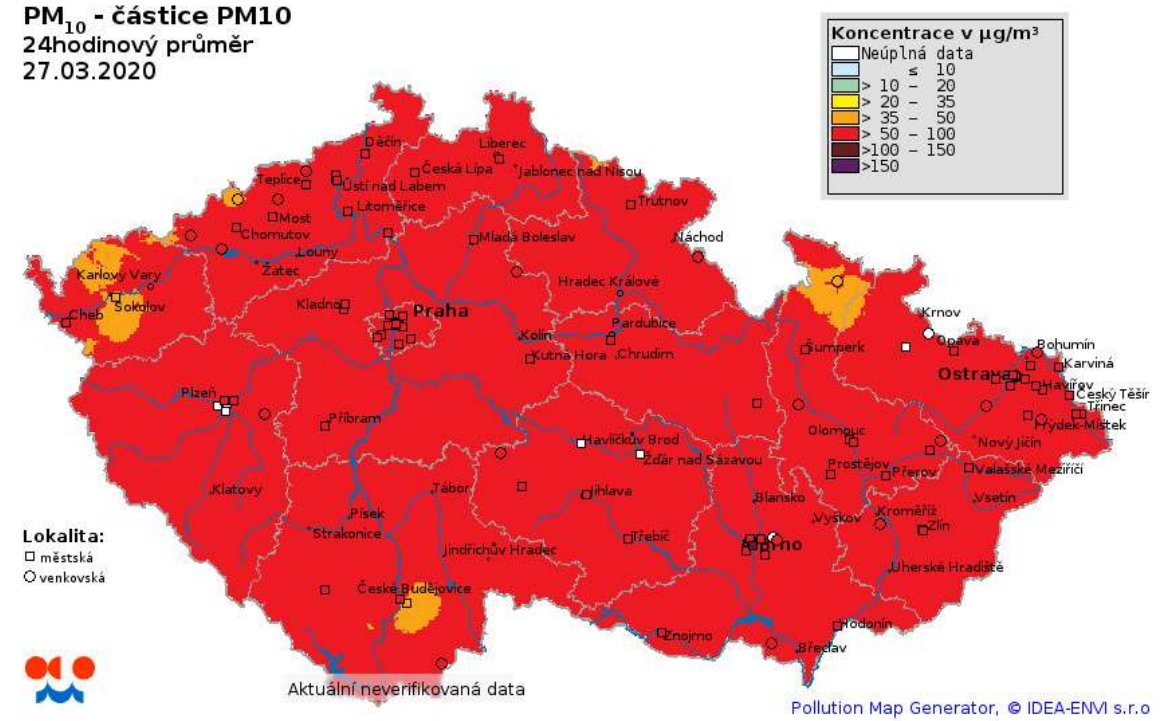 PM10 - částice PM10
24hodinový průměr
27.03.2020
Koncentrace v µg/m³
Neúplná data
≤ 10
> 10 - 20
> 20 - 35
> 35 - 50
> 50 - 100
>100 - 150
>150
Děčín
Liberec
Česká Lípa
Jablonec nad Nisou
Teplice
Ústí nad Labem
Litoměřice
Trutnov
Most
Chomutov
Mladá Boleslav
Náchod
Louny
Žatec
Karlovy Vary
Hradec Králové
Sokolov
Kladno
Praha
Cheb
Krnov
Pardubice
Kolín
Opava
Bohumín
Kutná Hora
Chrudim
Šumperk
Karviná
Ostrava
Havířov
Český Těšín
Plzeň
Třinec
Příbram
Frýdek-Místek
Olomouc
Havlíčkův Brod
Nový Jičín
Žďár nad Sázavou
Prostějov
Přerov
Valašské Meziříčí
Klatovy
Tábor
Jihlava
Blansko
Vsetín
Písek
Vyškov
Kroměříž
Strakonice
Zlín
Třebíč
Brno
Jindřichův Hradec
Uherské Hradiště
České Budějovice
Hodonín
Znojmo
Břeclav
Lokalita:
městská
venkovská
Aktuální neverifikovaná data
Pollution Map Generator, © IDEA-ENVI s.r.o